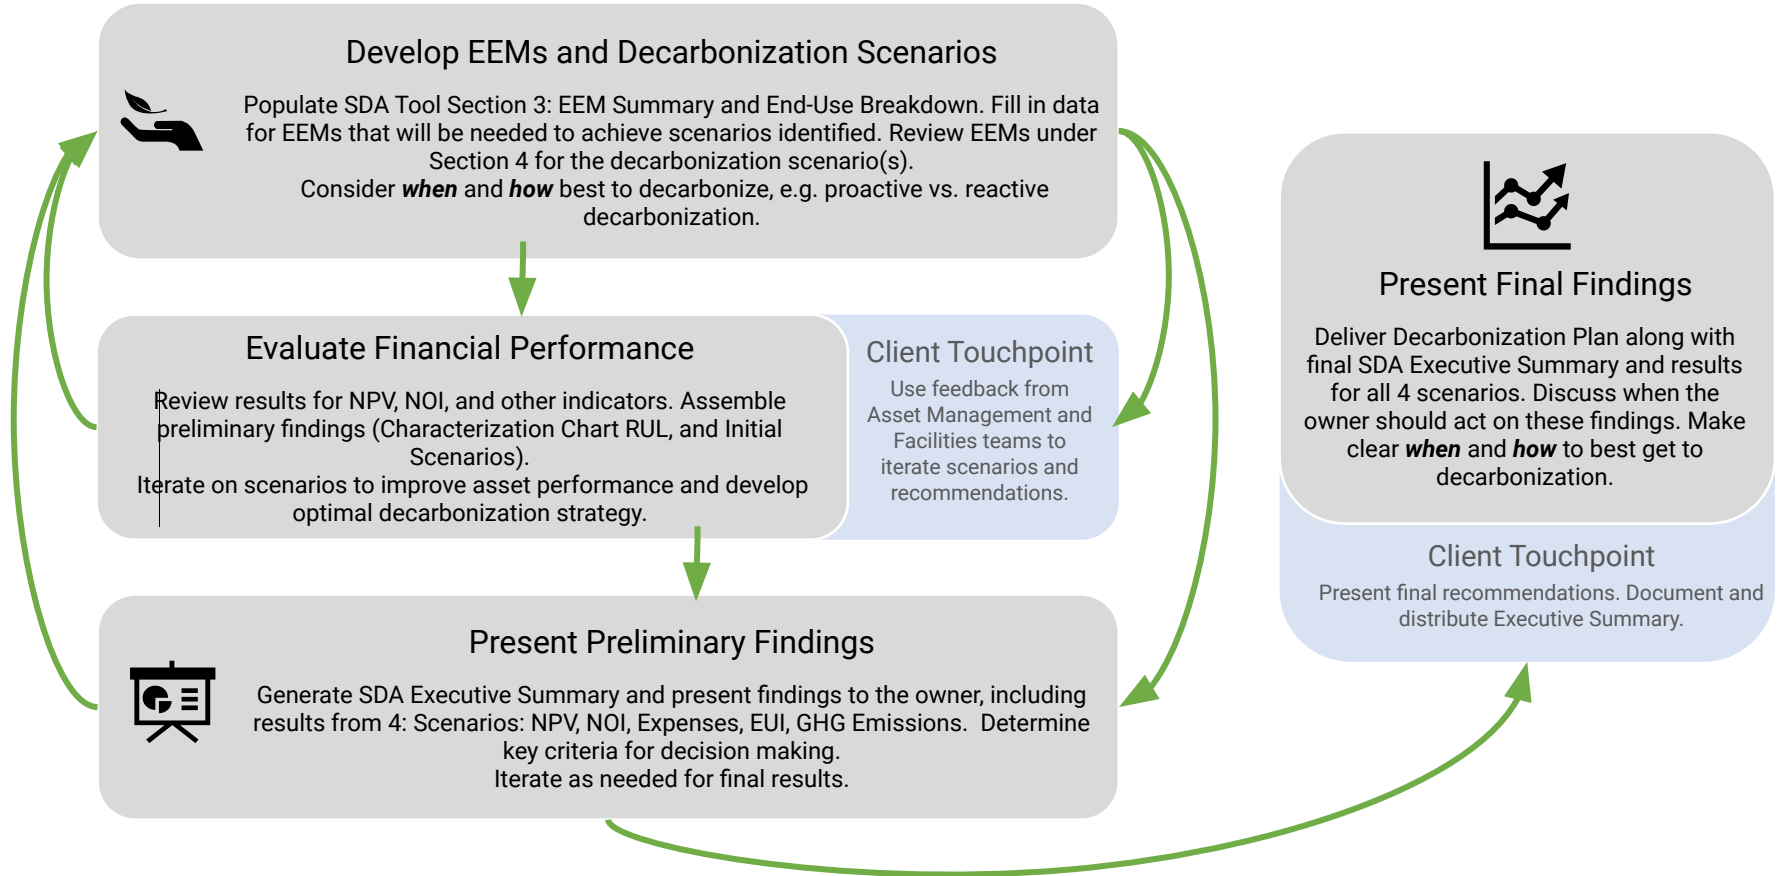 Develop EEMs and Decarbonization Scenarios
Populate SDA Tool Section 3: EEM Summary and End-Use Breakdown. Fill in data
for EEMs that will be needed to achieve scenarios identified. Review EEMs under
Section 4 for the decarbonization scenario(s).
Consider when and how best to decarbonize, e.g. proactive vs. reactive
decarbonization.
Evaluate Financial Performance
Review results for NPV, NOI, and other indicators. Assemble
preliminary findings (Characterization Chart RUL, and Initial
Scenarios).
Iterate on scenarios to improve asset performance and develop
optimal decarbonization strategy.
Client Touchpoint
Use feedback from
Asset Management and
Facilities teams to
iterate scenarios and
recommendations.
Present Preliminary Findings
Generate SDA Executive Summary and present findings to the owner, including
results from 4: Scenarios: NPV, NOI, Expenses, EUI, GHG Emissions.  Determine
key criteria for decision making.
Iterate as needed for final results.
Present Final Findings
Deliver Decarbonization Plan along with
final SDA Executive Summary and results
for all 4 scenarios. Discuss when the
owner should act on these findings. Make
clear when and how to best get to
decarbonization.
Client Touchpoint
Present final recommendations. Document and
distribute Executive Summary.